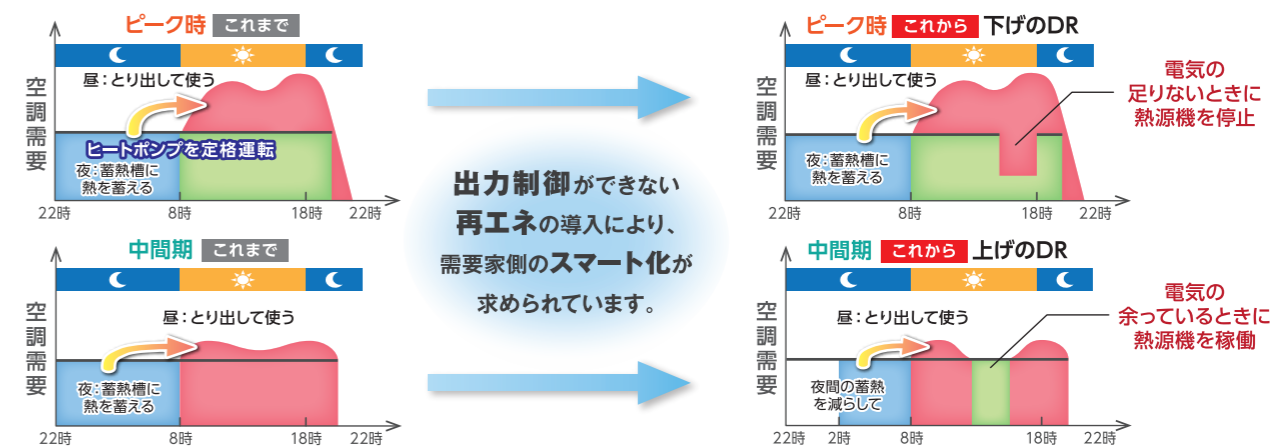 ピーク時 これまで
空調需要
昼：とり出して使う
ヒートポンプを定格運転
夜：蓄熱槽に
熱を蓄える
22時 8時 18時 22時
中間期 これまで
空調需要
昼：とり出して使う
夜：蓄熱槽に
熱を蓄える
22時 8時 18時 22時
出力制御ができない
再エネの導入により、
需要家側のスマート化が
求められています。
ピーク時 これから 下げのDR
空調需要
昼：とり出して使う
夜：蓄熱槽に
熱を蓄える
22時 8時 18時 22時
電気の
足りないときに
熱源機を停止
中間期 これから 上げのDR
空調需要
昼：とり出して使う
夜間の蓄熱
を減らして
22時 2時 8時 18時 22時
電気の
余っているときに
熱源機を稼働